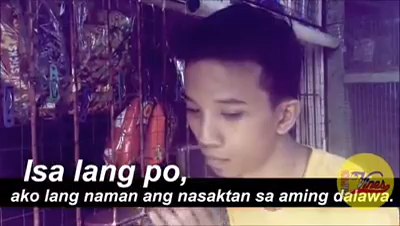 Isa lang po,
ako lang naman ang nasaktan sa aming dalawa.